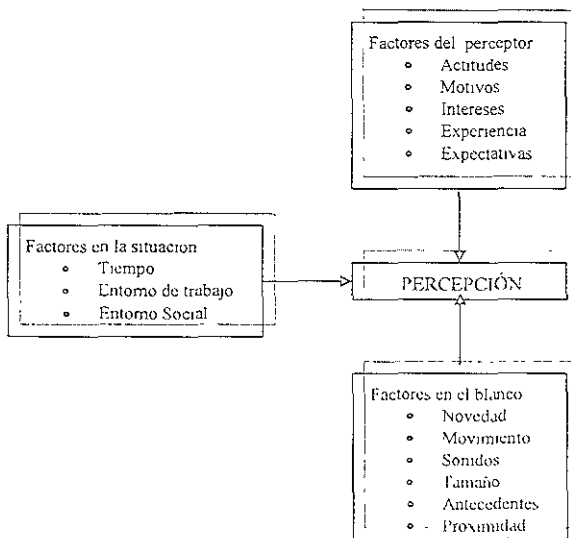 Factores del perceptor
Actitudes
Motivos
Intereses
Experiencia
Expectativas
Factores en la situacion
Tiempo
Entorno de trabajo
Entorno Social
PERCEPCIÓN
Factores en el blanco
Novedad
Movimiento
Sonidos
Tamaño
Antecedentes
Proximidad